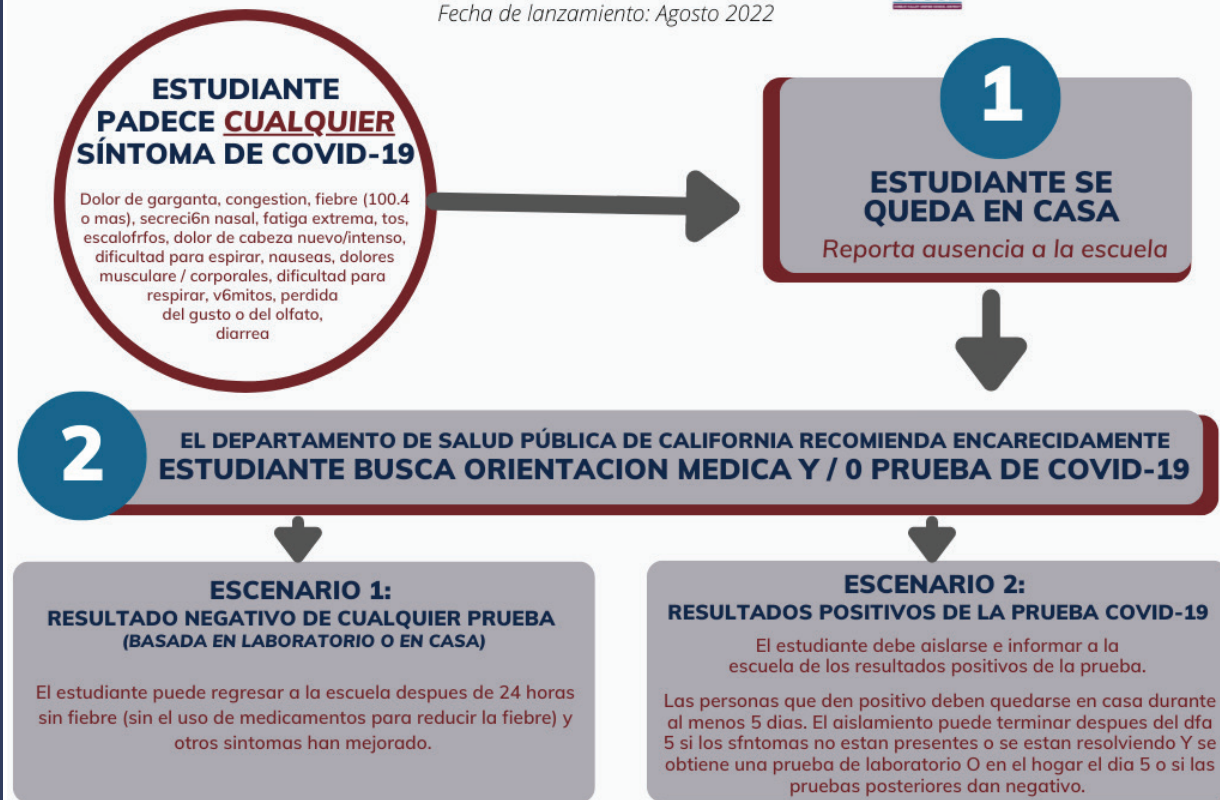 Fecha de lanzamiento: Agosto 2022
ESTUDIANTE
PADECE CUALQUIER
SÍNTOMA DE COVID-19
Dolor de garganta, congestion, fiebre (100.4
o mas), secreci6n nasal, fatiga extrema, tos,
escalofrfos, dolor de cabeza nuevo/intenso,
dificultad para espirar, nauseas, dolores
musculare / corporales, dificultad para
respirar, v6mitos, perdida
del gusto o del olfato,
diarrea
1
ESTUDIANTE SE
QUEDA EN CASA
Reporta ausencia a la escuela
2
EL DEPARTAMENTO DE SALUD PÚBLICA DE CALIFORNIA RECOMIENDA ENCARECIDAMENTE
ESTUDIANTE BUSCA ORIENTACION MEDICA Y / 0 PRUEBA DE COVID-19
ESCENARIO 1:
RESULTADO NEGATIVO DE CUALQUIER PRUEBA
(BASADA EN LABORATORIO O EN CASA)
El estudiante puede regresar a la escuela despues de 24 horas
sin fiebre (sin el uso de medicamentos para reducir la fiebre) y
otros sintomas han mejorado.
ESCENARIO 2:
RESULTADOS POSITIVOS DE LA PRUEBA COVID-19
El estudiante debe aislarse e informar a la
escuela de los resultados positivos de la prueba.
Las personas que den positivo deben quedarse en casa durante
al menos 5 dias. El aislamiento puede terminar despues del dfa
5 si los sfntomas no estan presentes o se estan resolviendo Y se
obtiene una prueba de laboratorio O en el hogar el dia 5 o si las
pruebas posteriores dan negativo.